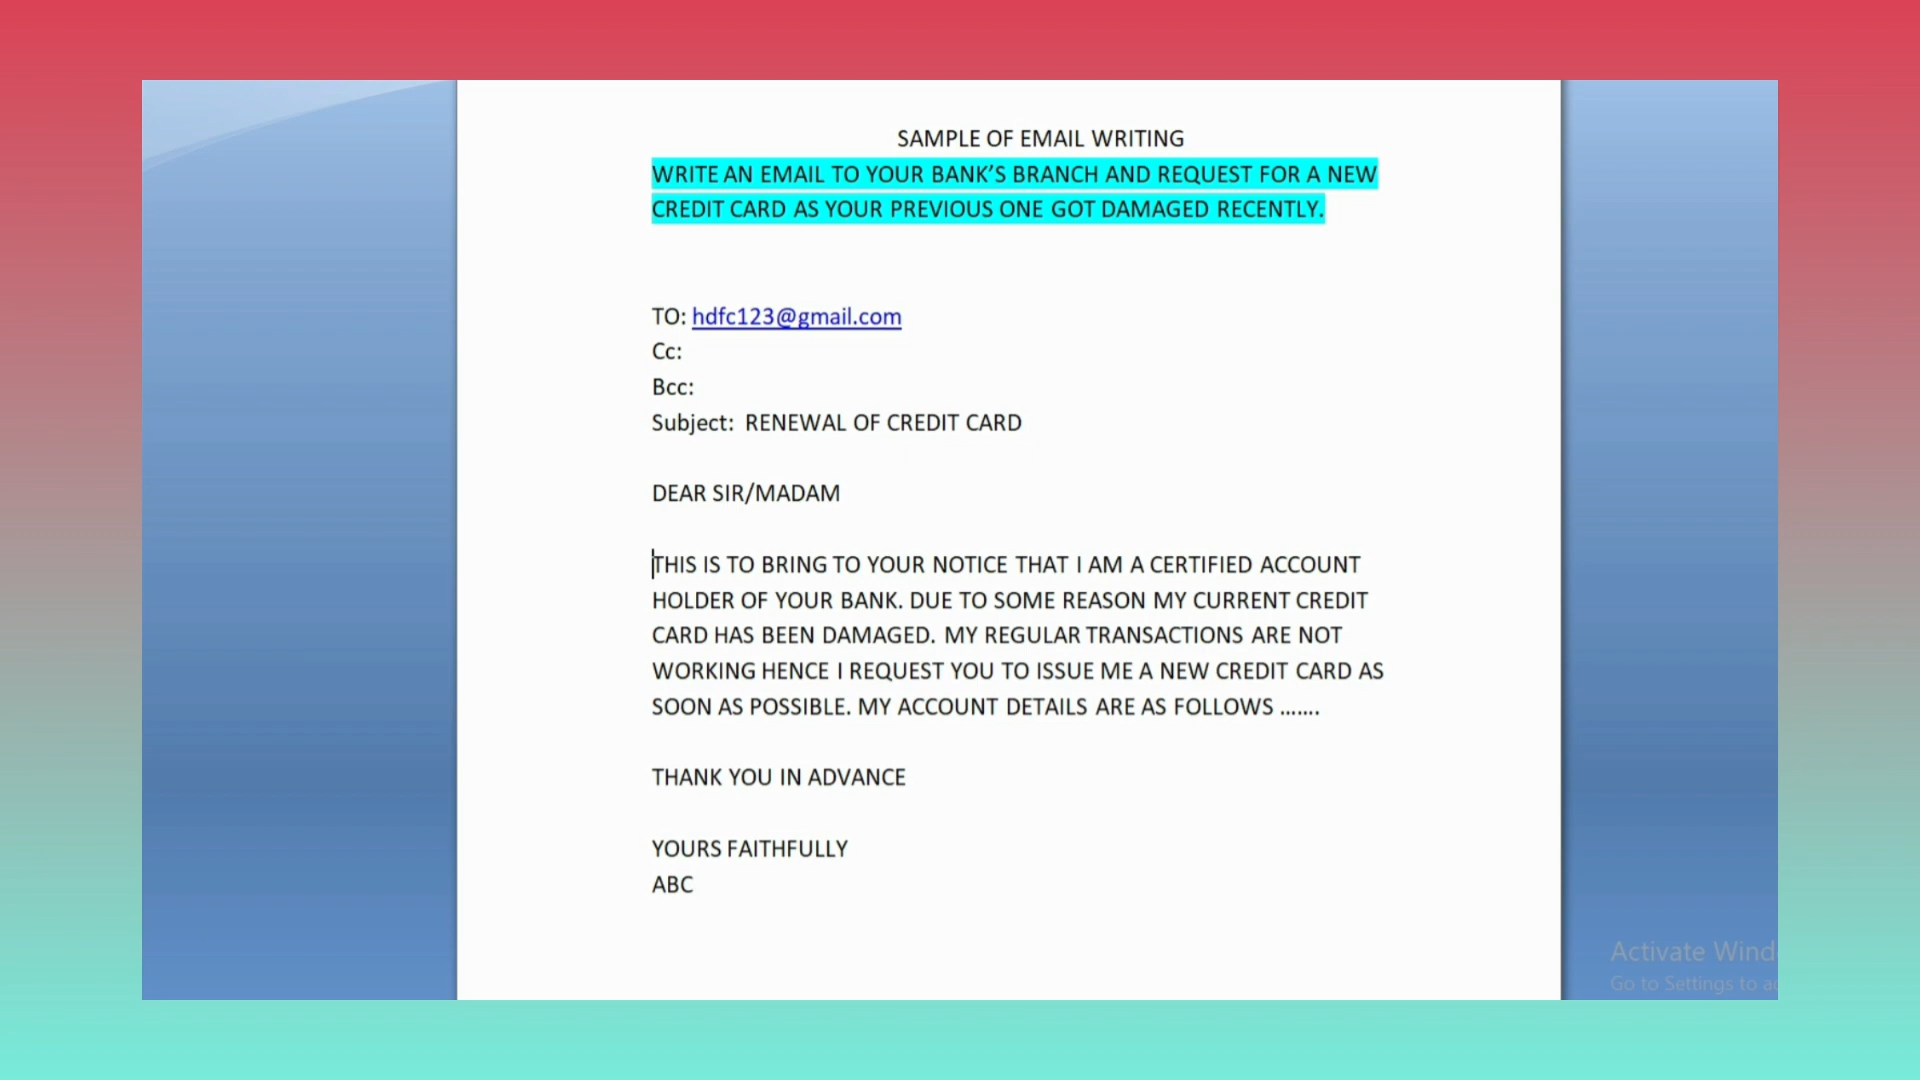 SAMPLE OF EMAIL WRITING
WRITE AN EMAIL TO YOUR BANK’S BRANCH AND REQUEST FOR A NEW
CREDIT CARD AS YOUR PREVIOUS ONE GOT DAMAGED RECENTLY.
TO: hdfc123@gmail.com
Cc:
Bcc:
Subject: RENEWAL OF CREDIT CARD
DEAR SIR/MADAM
THIS IS TO BRING TO YOUR NOTICE THAT I AM A CERTIFIED ACCOUNT
HOLDER OF YOUR BANK. DUE TO SOME REASON MY CURRENT CREDIT
CARD HAS BEEN DAMAGED. MY REGULAR TRANSACTIONS ARE NOT
WORKING HENCE I REQUEST YOU TO ISSUE ME A NEW CREDIT CARD AS
SOON AS POSSIBLE. MY ACCOUNT DETAILS ARE AS FOLLOWS .......
THANK YOU IN ADVANCE
YOURS FAITHFULLY
ABC
Activate Wind
Go to Settings to a